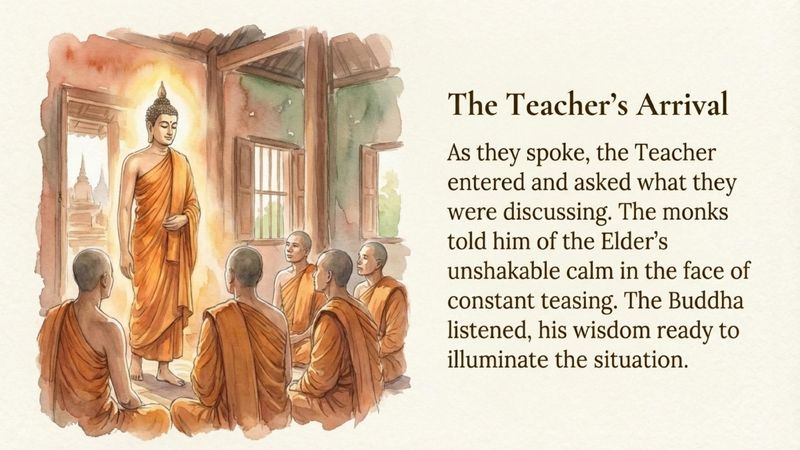 The Teacher’s Arrival
As they spoke, the Teacher
entered and asked what they
were discussing. The monks
told him of the Elder’s
unshakable calm in the face of
constant teasing. The Buddha
listened, his wisdom ready to
illuminate the situation.